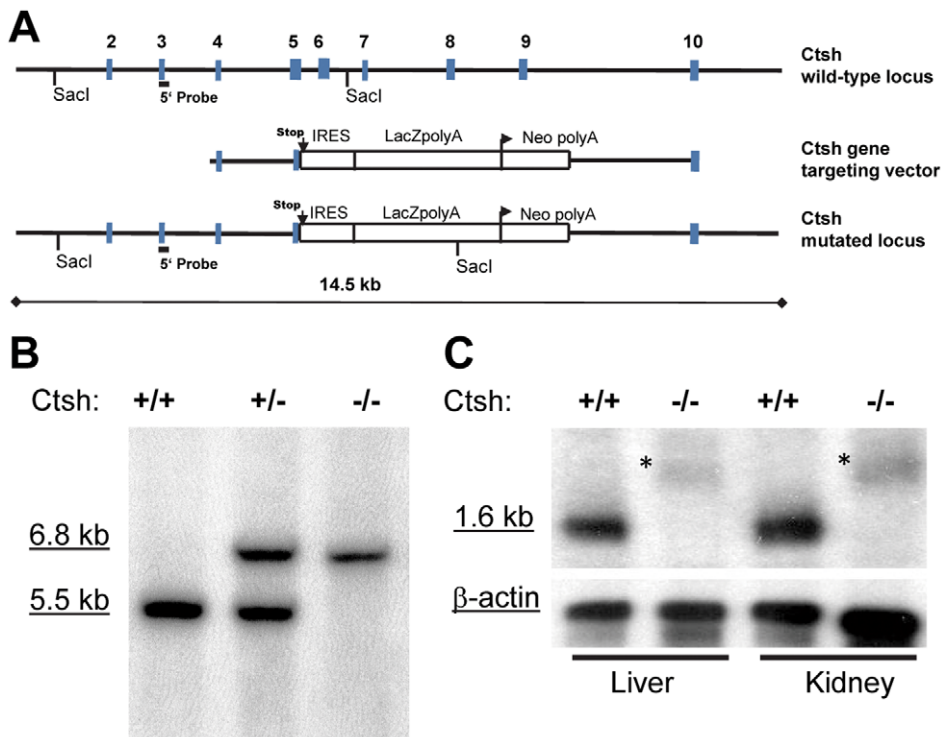 A
2 3 4 5 6 7 8 9 10
Ctsh
wild-type locus
SacI
5‘ Probe
SacI
Stop
IRES LacZpolyA Neo polyA
Ctsh gene
targeting vector
Stop
IRES LacZpolyA Neo polyA
Ctsh
mutated locus
SacI
5‘ Probe
SacI
14.5 kb
B
Ctsh: +/+ +/- -/-
6.8 kb
5.5 kb
C
Ctsh: +/+ -/- +/+ -/-
* *
1.6 kb
β-actin
Liver Kidney